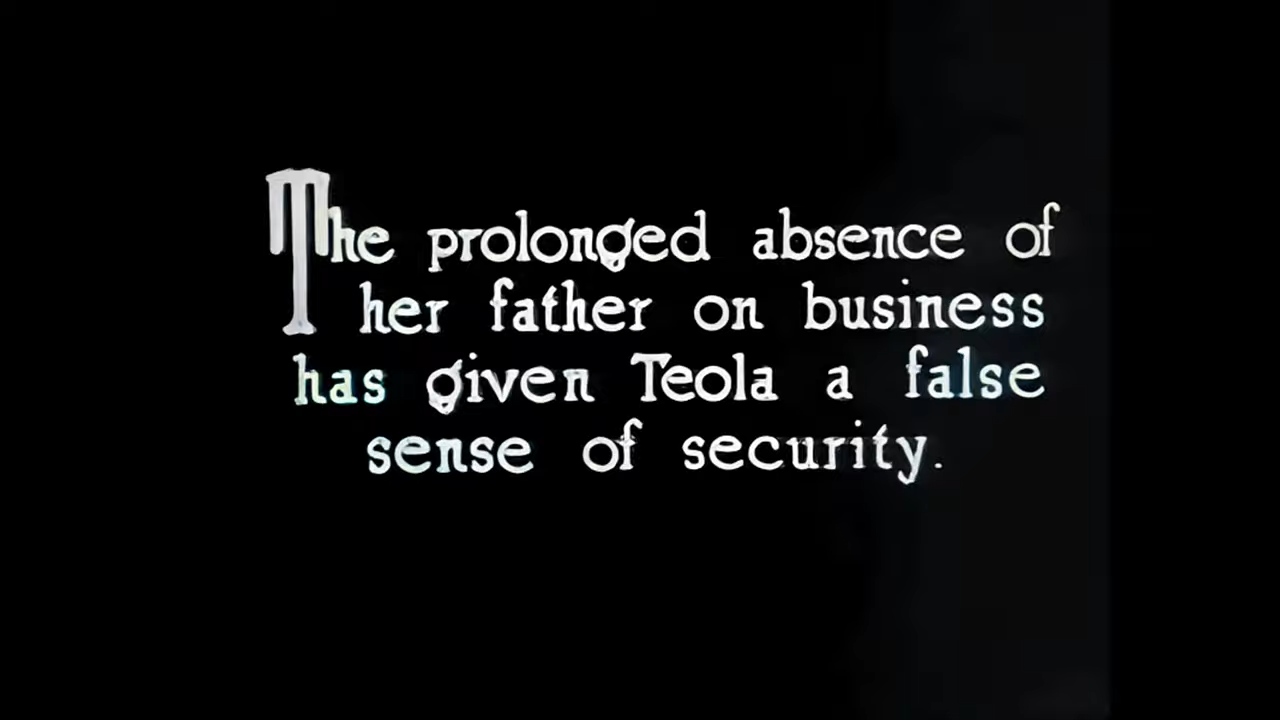 The prolonged absence of
her father on business
has given Teola a false
sense of security.